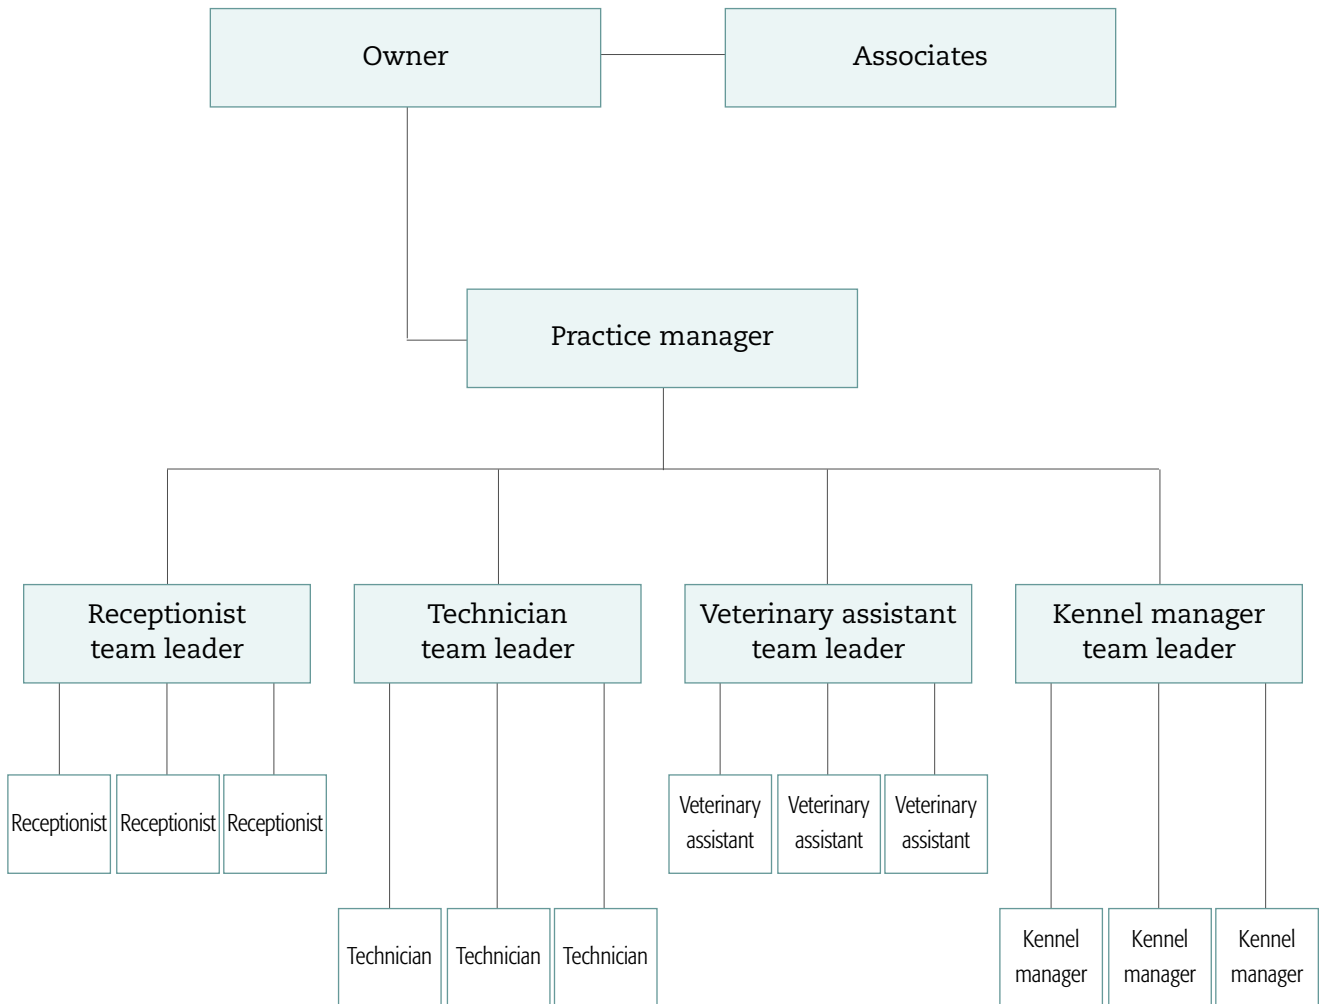 Owner
Associates
Practice manager
Receptionist
team leader
Technician
team leader
Veterinary assistant
team leader
Kennel manager
team leader
Receptionist
Receptionist
Receptionist
Veterinary
assistant
Veterinary
assistant
Veterinary
assistant
Technician
Technician
Technician
Kennel
manager
Kennel
manager
Kennel
manager